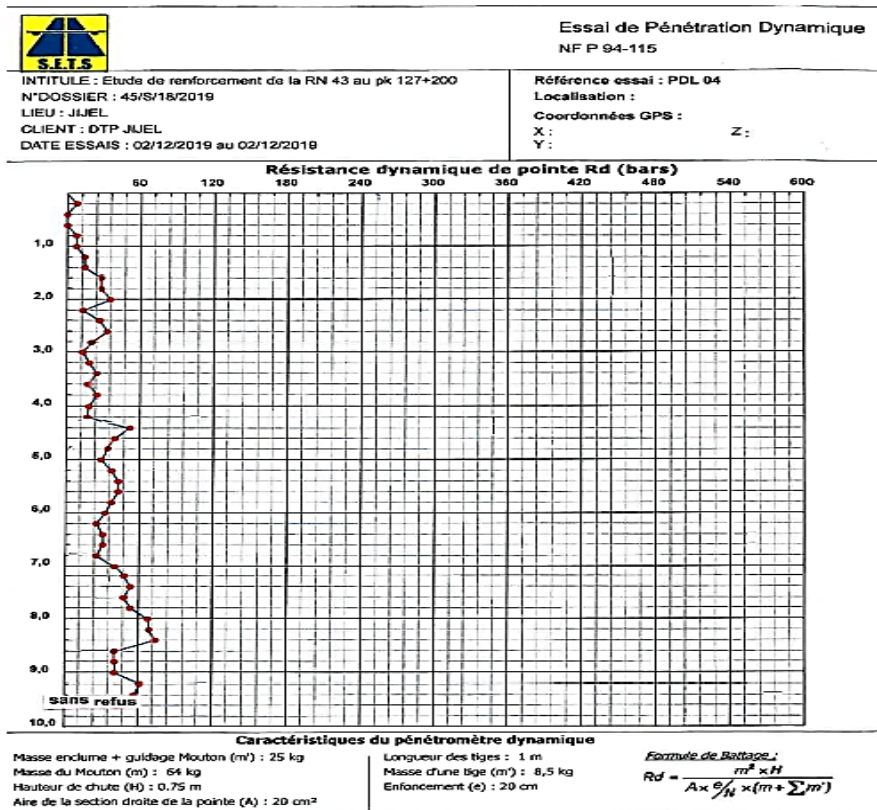 S.E.T.S
Essai de Pénétration Dynamique
NF P 94-115
INTITULE : Etude de renforcement de la RN 43 au pk 127+200
N°DOSSIER : 45/S/18/2019
LIEU : JIJEL
CLIENT : DTP JIJEL
DATE ESSAIS : 02/12/2019 au 02/12/2019
Référence essai : PDL 04
Localisation :
Coordonnées GPS :
X : Z :
Y :
Résistance dynamique de pointe Rd (bars)
60 120 180 240 300 360 420 480 540 600
1,0
2,0
3,0
4,0
5,0
6,0
7,0
8,0
9,0
sans refus
10,0
Caractéristiques du pénétromètre dynamique
Masse enclume + guidage Mouton (m') : 25 kg
Masse du Mouton (m) : 64 kg
Hauteur de chute (H) : 0.75 m
Aire de la section droite de la pointe (A) : 20 cm²
Longueur des tiges : 1 m
Masse d'une tige (m') : 8,5 kg
Enfoncement (e) : 20 cm
Formule de Battage :
Rd = m² x H / A x e/N x (m + ∑ m')